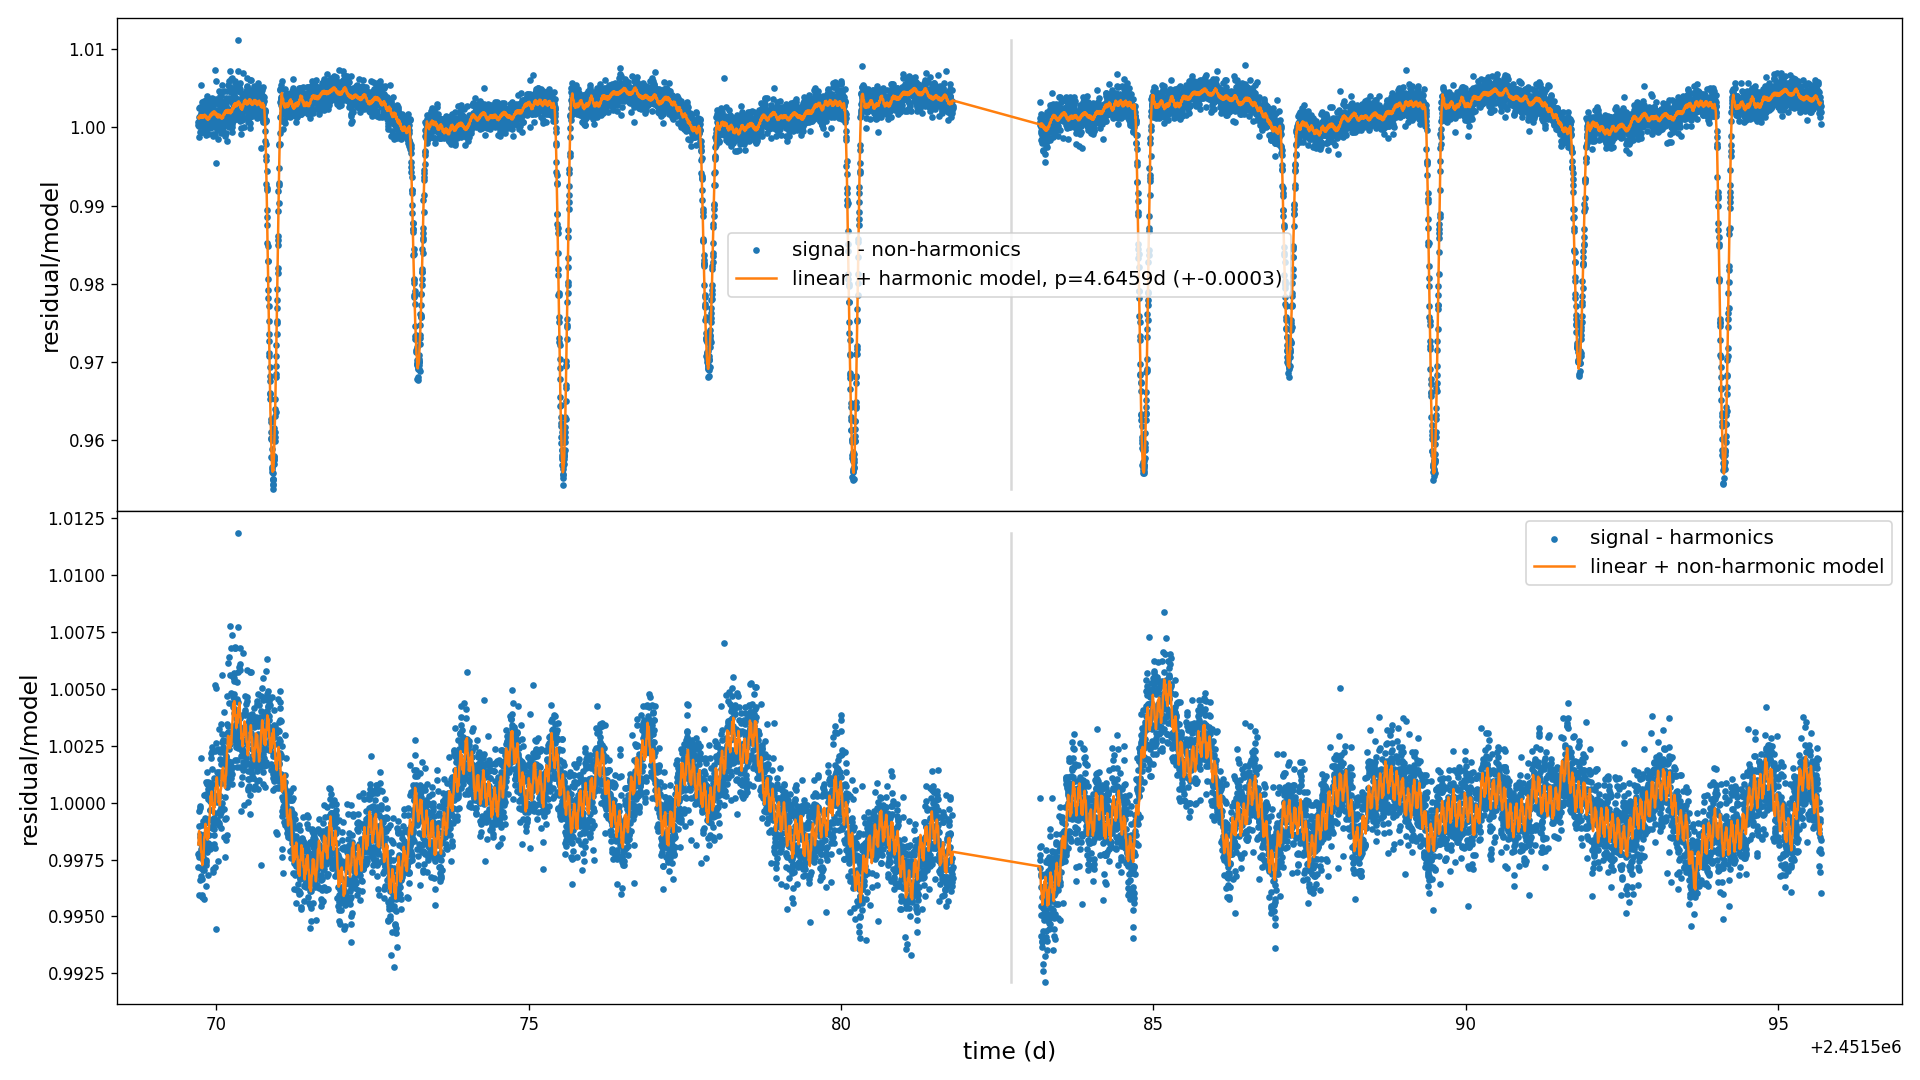 1.01
1.00
0.99
0.98
0.97
0.96
residual/model
signal - non-harmonics
linear + harmonic model, p=4.6459d (+-0.0003)
1.0125
1.0100
1.0075
1.0050
1.0025
1.0000
0.9975
0.9950
0.9925
residual/model
signal - harmonics
linear + non-harmonic model
70
75
80
85
90
95
time (d)
+2.4515e6